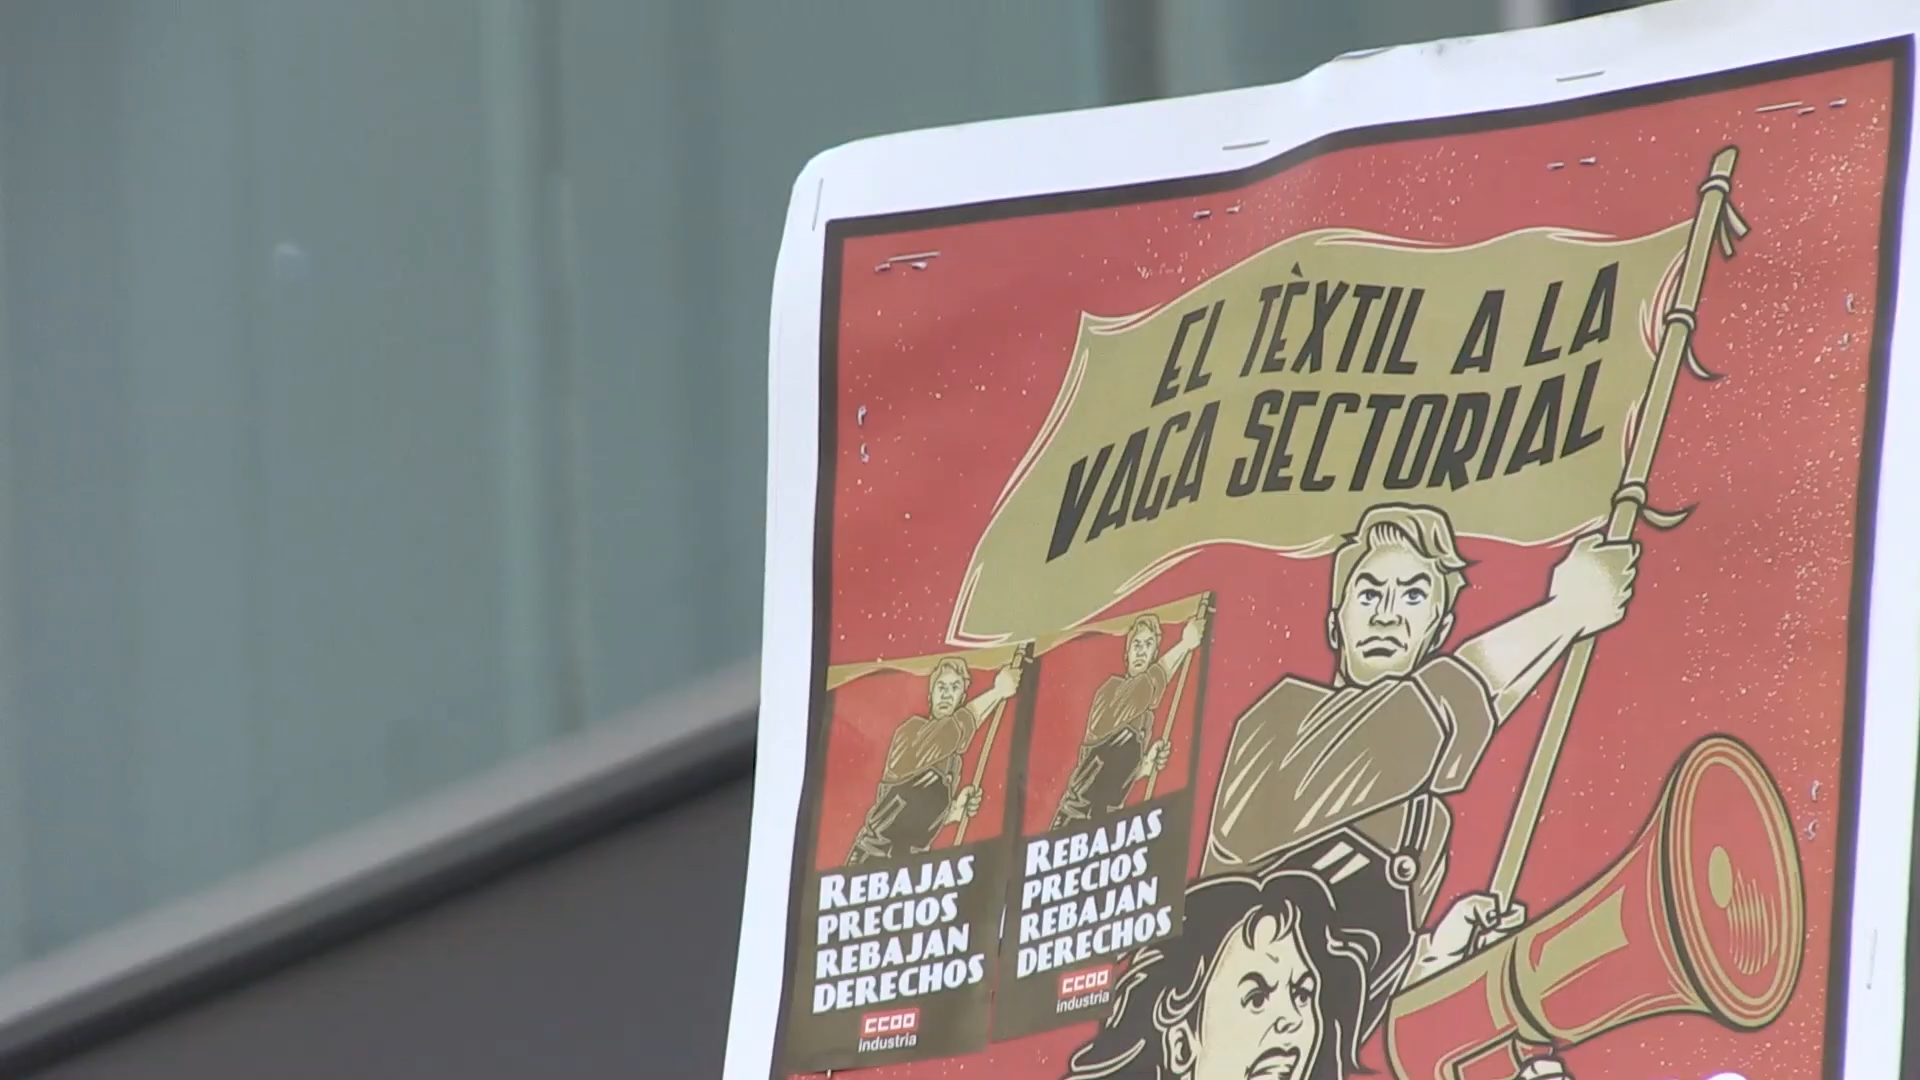 EL TÈXTIL A LA
VAGA SECTORIAL
REBAJAS
PRECIOS
REBAJAN
DERECHOS
CCOO
industria
REBAJAS
PRECIOS
REBAJAN
DERECHOS
CCOO
industria